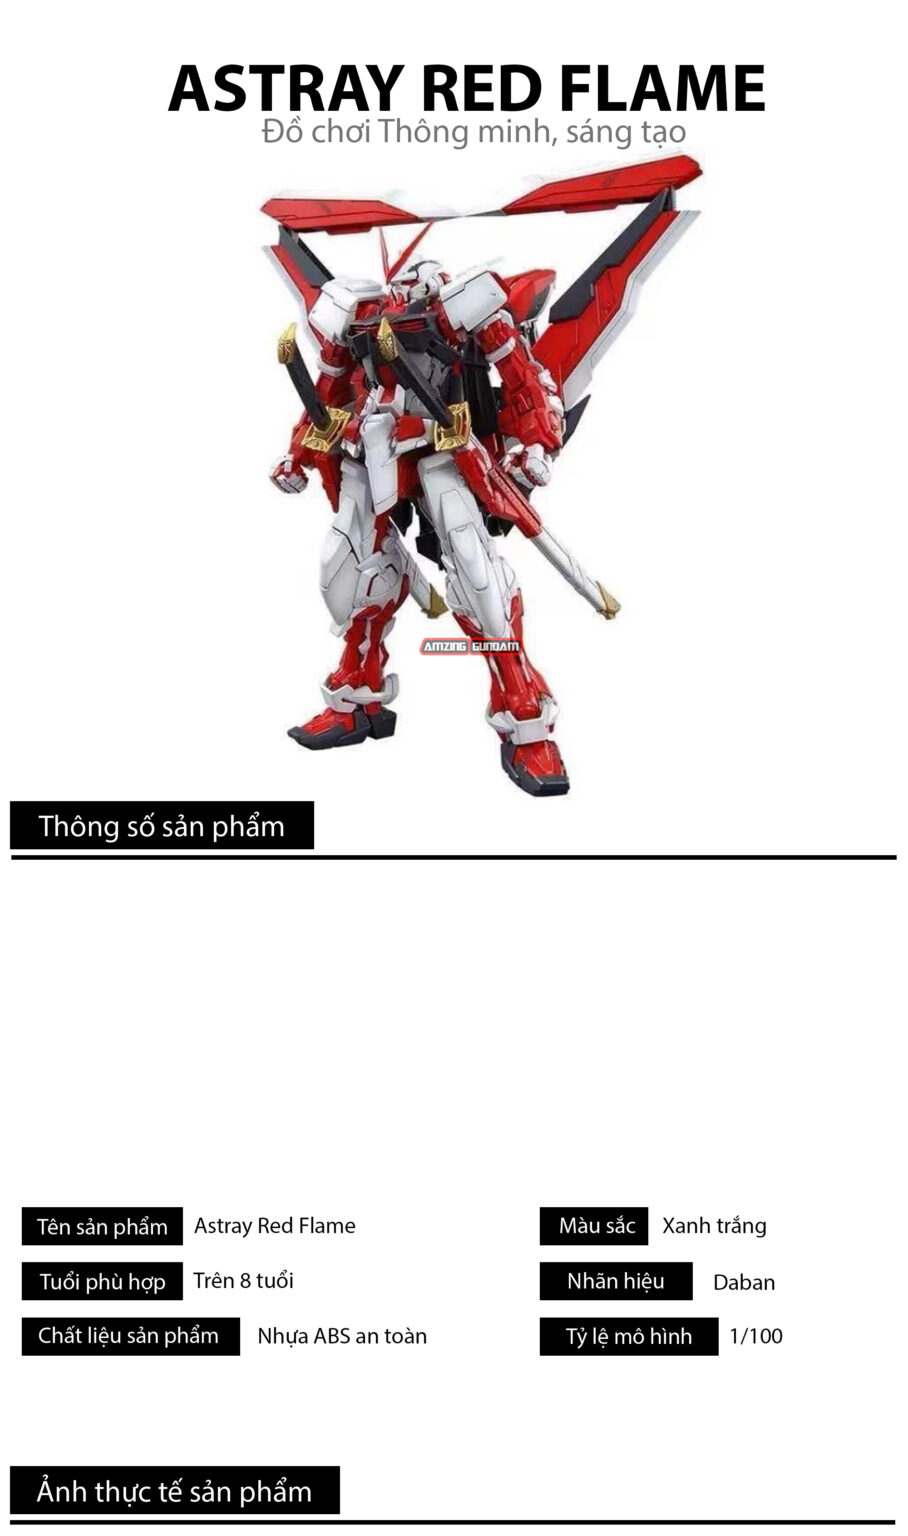 ASTRAY RED FLAME
Đồ chơi Thông minh, sáng tạo
AMZING GUNDAM
Thông số sản phẩm
Tên sản phẩm Astray Red Flame
Màu sắc Xanh trắng
Tuổi phù hợp Trên 8 tuổi
Nhãn hiệu Daban
Chất liệu sản phẩm Nhựa ABS an toàn
Tỷ lệ mô hình 1/100
Ảnh thực tế sản phẩm